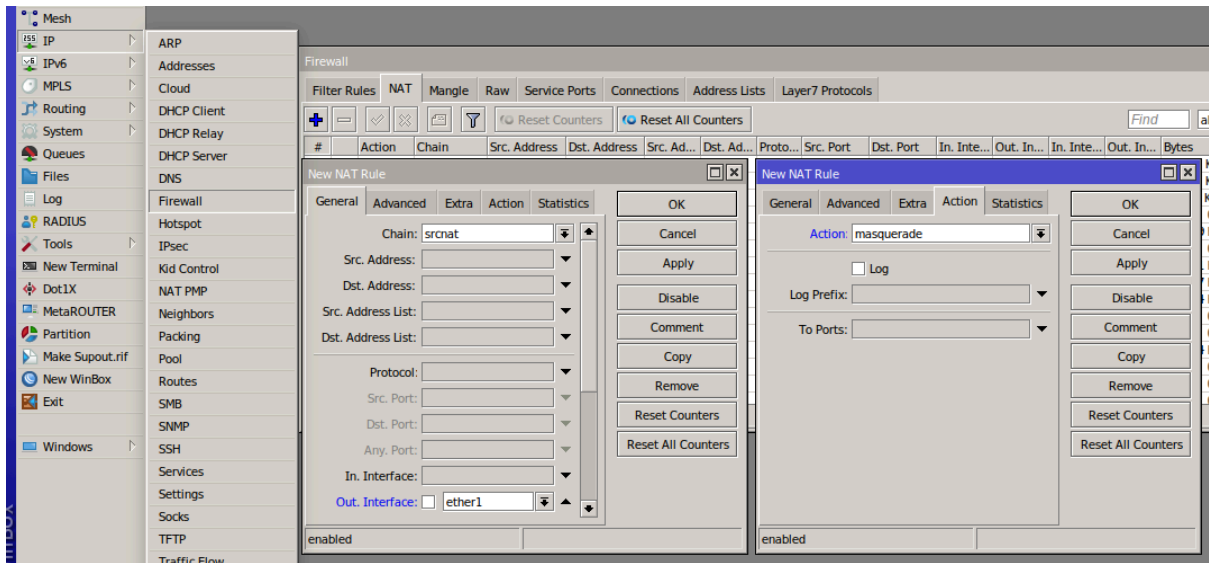 Mesh
IP
IPv6
MPLS
Routing
System
Queues
Files
Log
RADIUS
Tools
New Terminal
Dot1X
MetaROUTER
Partition
Make Supout.rif
New WinBox
Exit
Windows
ARP
Addresses
Cloud
DHCP Client
DHCP Relay
DHCP Server
DNS
Firewall
Hotspot
IPsec
Kid Control
NAT PMP
Neighbors
Packing
Pool
Routes
SMB
SNMP
SSH
Services
Settings
Socks
TFTP
Traffic Flow
Firewall
Filter Rules NAT Mangle Raw Service Ports Connections Address Lists Layer7 Protocols
Reset Counters Reset All Counters Find
# Action Chain Src. Address Dst. Address Src. Ad... Dst. Ad... Proto... Src. Port Dst. Port In. Inte... Out. In... In. Inte... Out. In... Bytes
New NAT Rule
General Advanced Extra Action Statistics
Chain: srcnat
Src. Address:
Dst. Address:
Src. Address List:
Dst. Address List:
Protocol:
Src. Port:
Dst. Port:
Any. Port:
In. Interface:
Out. Interface: ether1
OK
Cancel
Apply
Disable
Comment
Copy
Remove
Reset Counters
Reset All Counters
enabled
New NAT Rule
General Advanced Extra Action Statistics
Action: masquerade
Log
Log Prefix:
To Ports:
OK
Cancel
Apply
Disable
Comment
Copy
Remove
Reset Counters
Reset All Counters
enabled